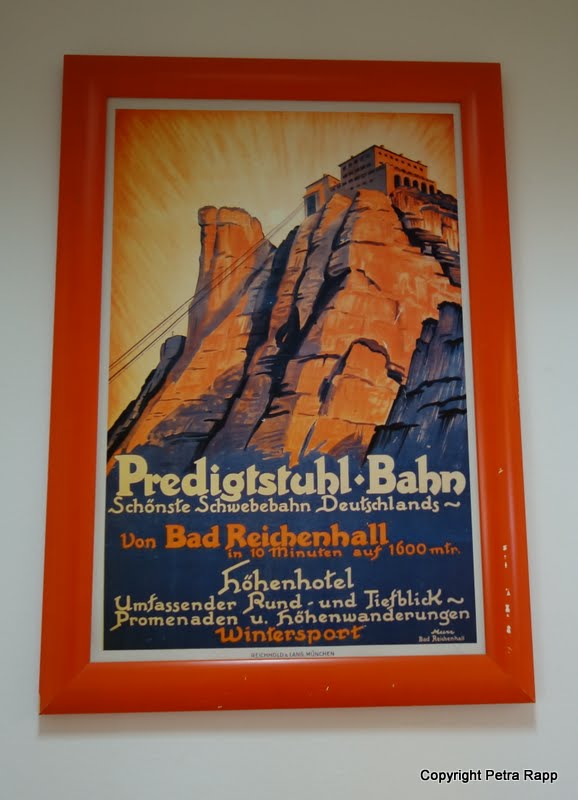 Predigtstuhl·Bahn
Schönste Schwebebahn Deutschlands~
Von Bad Reichenhall
in 10 Minuten auf 1600 mtr.
Höhenhotel
Umfassender Rund- und Tiefblick~
Promenaden u. Höhenwanderungen
Wintersport
Bad Reichenhall
REICHHOLD & LANG, MÜNCHEN
Copyright Petra Rapp